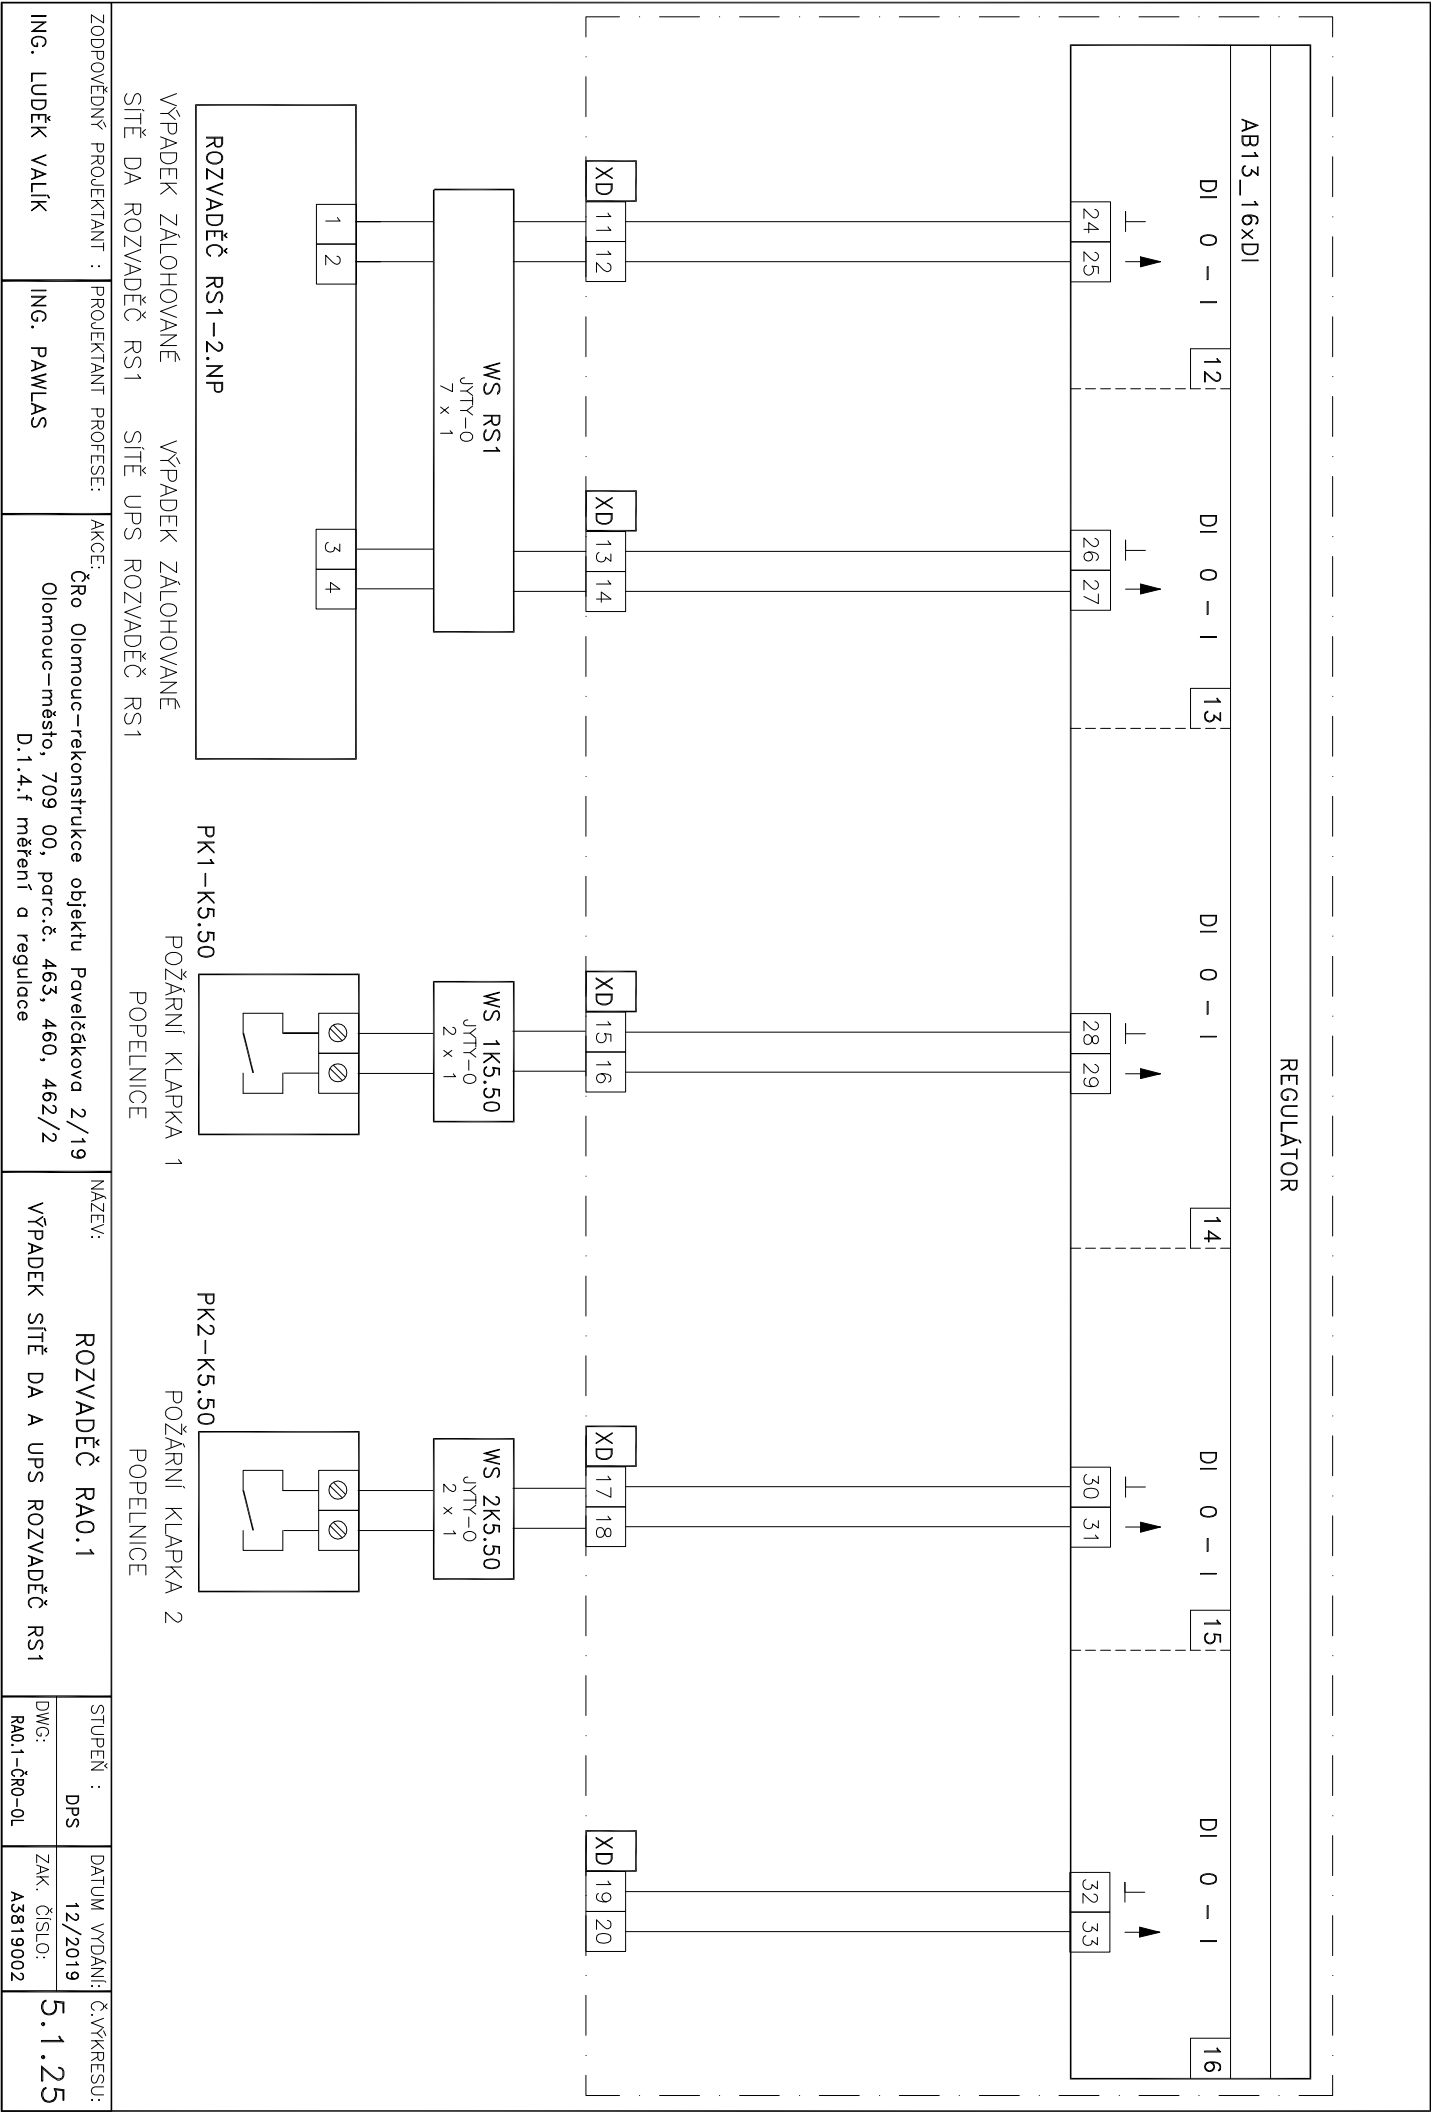 REGULÁTOR
AB13_16xDI
DI 0 – I
12
DI 0 – I
13
DI 0 – I
14
DI 0 – I
15
DI 0 – I
16
24 25
26 27
28 29
30 31
32 33
XD
11 12
XD
13 14
XD
15 16
XD
17 18
XD
19 20
WS RS1
JYTY-O
7 x 1
WS 1K5.50
JYTY-O
2 x 1
WS 2K5.50
JYTY-O
2 x 1
1 2
3 4
ROZVADĚČ RS1-2.NP
PK1-K5.50
PK2-K5.50
VÝPADEK ZÁLOHOVANÉ
SÍTĚ DA ROZVADĚČ RS1
VÝPADEK ZÁLOHOVANÉ
SÍTĚ UPS ROZVADĚČ RS1
POŽÁRNÍ KLAPKA 1
POPELNICE
POŽÁRNÍ KLAPKA 2
POPELNICE
ZODPOVĚDNÝ PROJEKTANT :
ING. LUDĚK VALÍK
PROJEKTANT PROFESE:
ING. PAWLAS
AKCE:
ČRo Olomouc-rekonstrukce objektu Pavelčákova 2/19
Olomouc-město, 709 00, parc.č. 463, 460, 462/2
D.1.4.f měření a regulace
NÁZEV:
ROZVADĚČ RA0.1
VÝPADEK SÍTĚ DA A UPS ROZVADĚČ RS1
STUPEŇ :
DPS
DWG:
RA0.1-ČRO-OL
DATUM VYDÁNÍ:
12/2019
ZAK. ČÍSLO:
A3819002
Č.VÝKRESU:
5.1.25